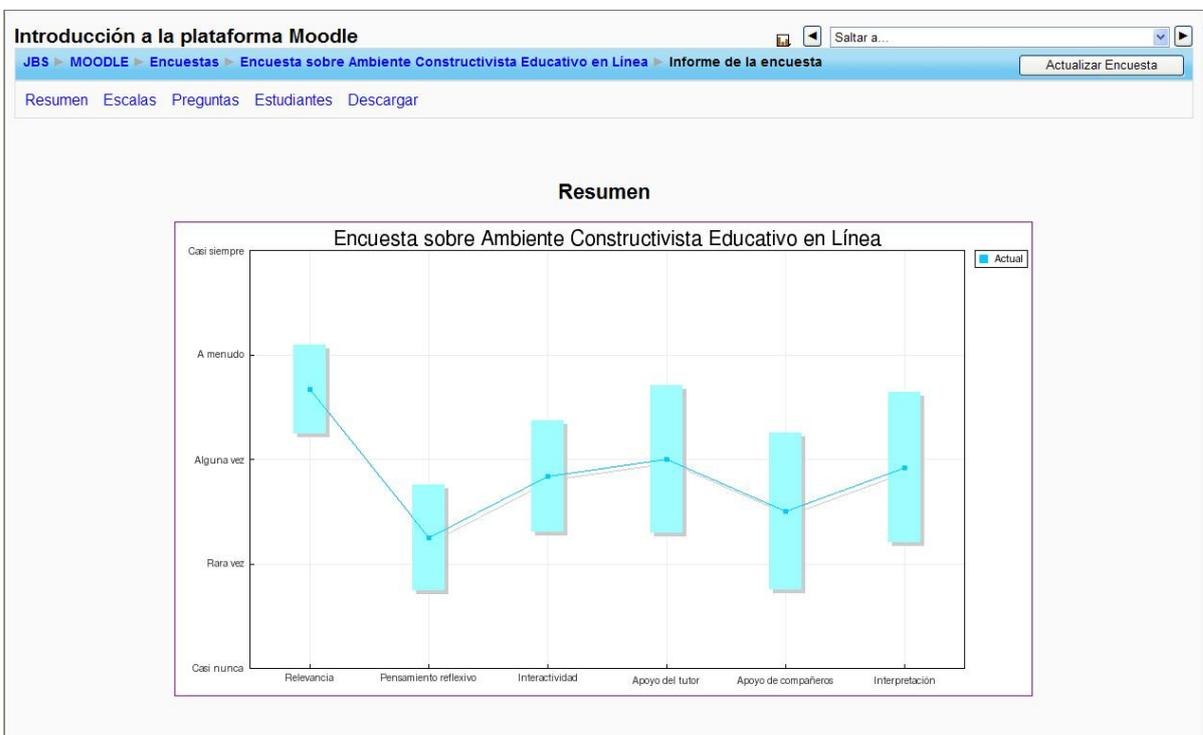 Introducción a la plataforma Moodle
Saltar a...
JBS ► MOODLE ► Encuestas ► Encuesta sobre Ambiente Constructivista Educativo en Línea ► Informe de la encuesta
Actualizar Encuesta
Resumen Escalas Preguntas Estudiantes Descargar
Resumen
Encuesta sobre Ambiente Constructivista Educativo en Línea
Casi siempre
Actual
A menudo
Alguna vez
Rara vez
Casi nunca
Relevancia Pensamiento reflexivo Interactividad Apoyo del tutor Apoyo de compañeros Interpretación